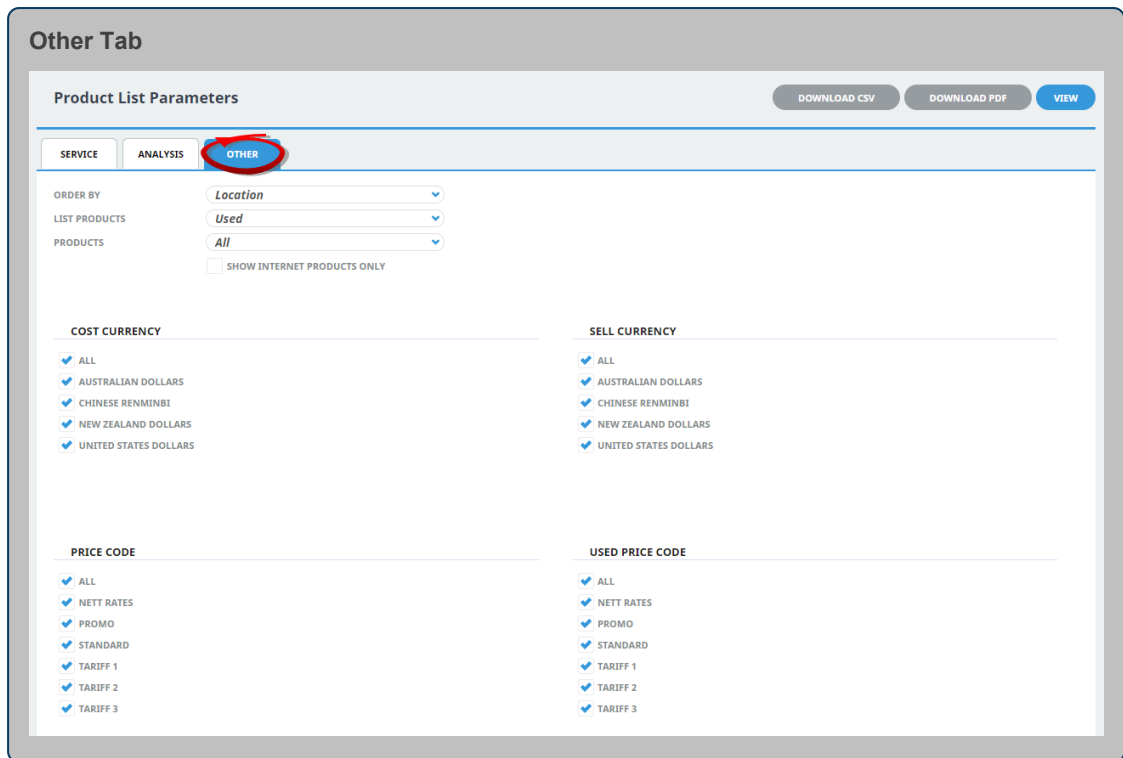 Other Tab
Product List Parameters
DOWNLOAD CSV DOWNLOAD PDF VIEW
SERVICE ANALYSIS OTHER
ORDER BY Location
LIST PRODUCTS Used
PRODUCTS All
SHOW INTERNET PRODUCTS ONLY
COST CURRENCY SELL CURRENCY
ALL ALL
AUSTRALIAN DOLLARS AUSTRALIAN DOLLARS
CHINESE RENMINBI CHINESE RENMINBI
NEW ZEALAND DOLLARS NEW ZEALAND DOLLARS
UNITED STATES DOLLARS UNITED STATES DOLLARS
PRICE CODE USED PRICE CODE
ALL ALL
NETT RATES NETT RATES
PROMO PROMO
STANDARD STANDARD
TARIFF 1 TARIFF 1
TARIFF 2 TARIFF 2
TARIFF 3 TARIFF 3